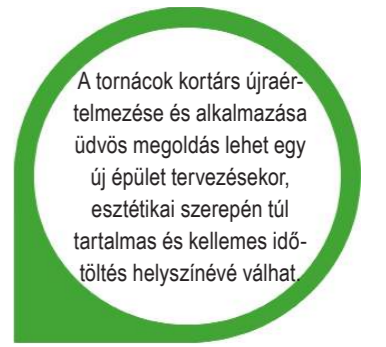 A tornácok kortárs újraér-
telmezése és alkalmazása
üdvös megoldás lehet egy
új épület tervezésekor,
esztétikai szerepén túl
tartalmas és kellemes idő-
töltés helyszínévé válhat.